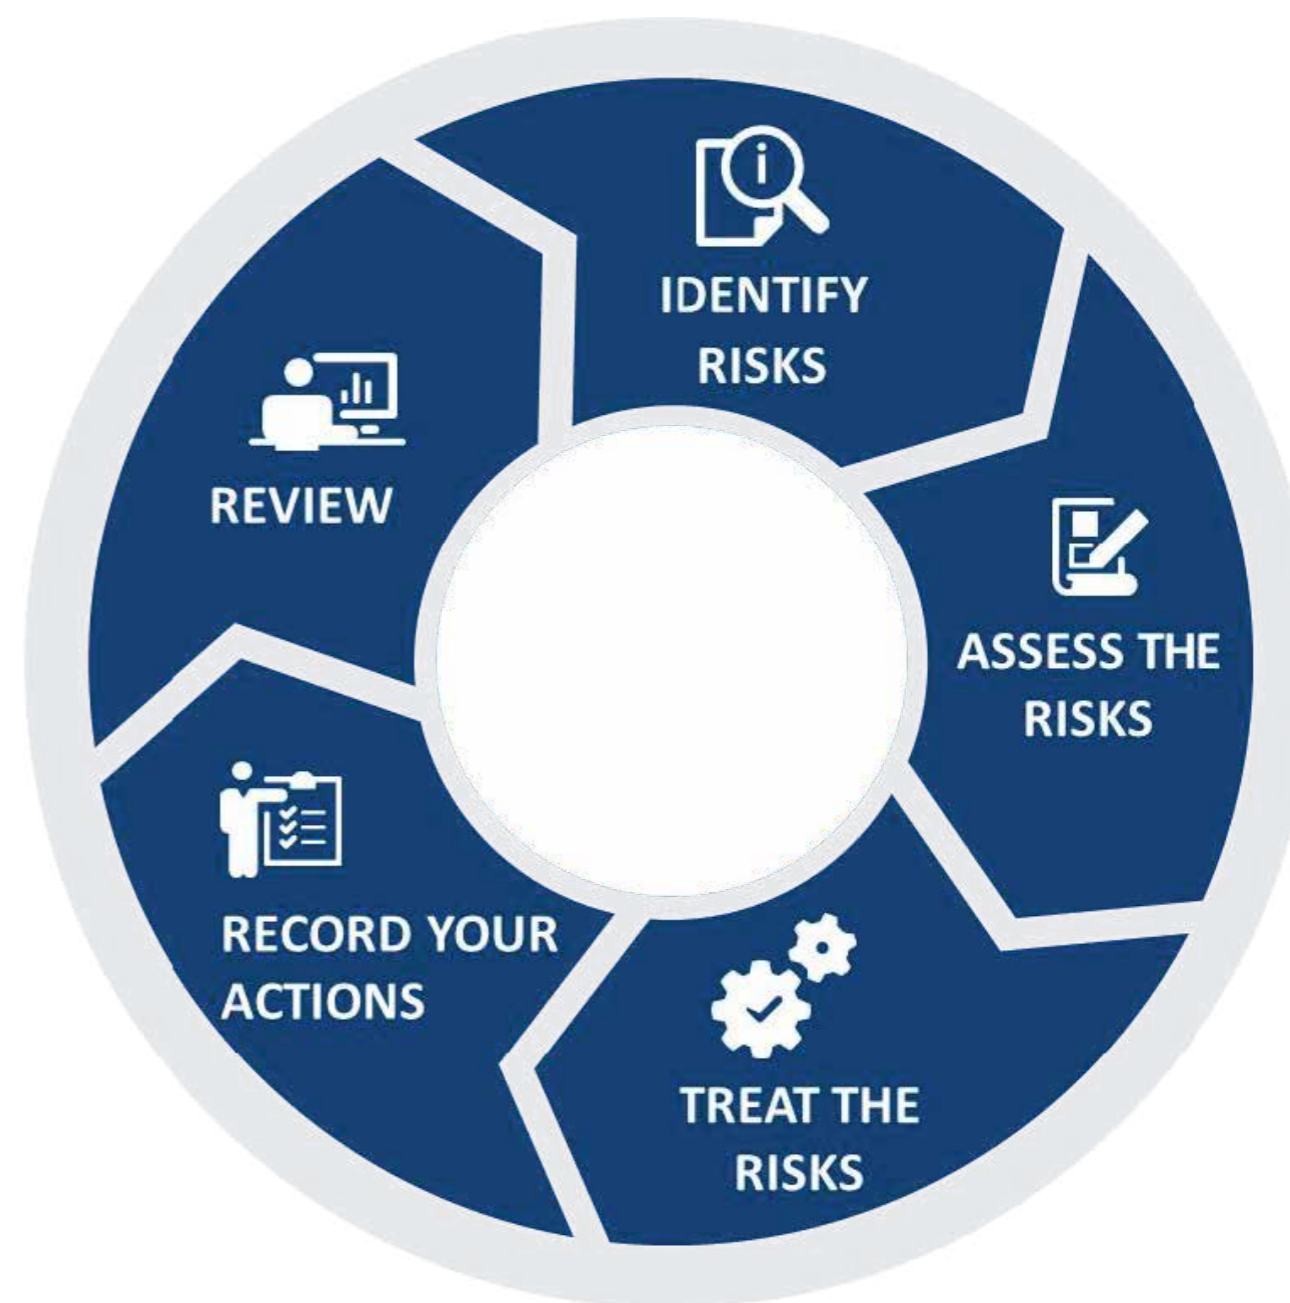 IDENTIFY
RISKS
ASSESS THE
RISKS
TREAT THE
RISKS
RECORD YOUR
ACTIONS
REVIEW